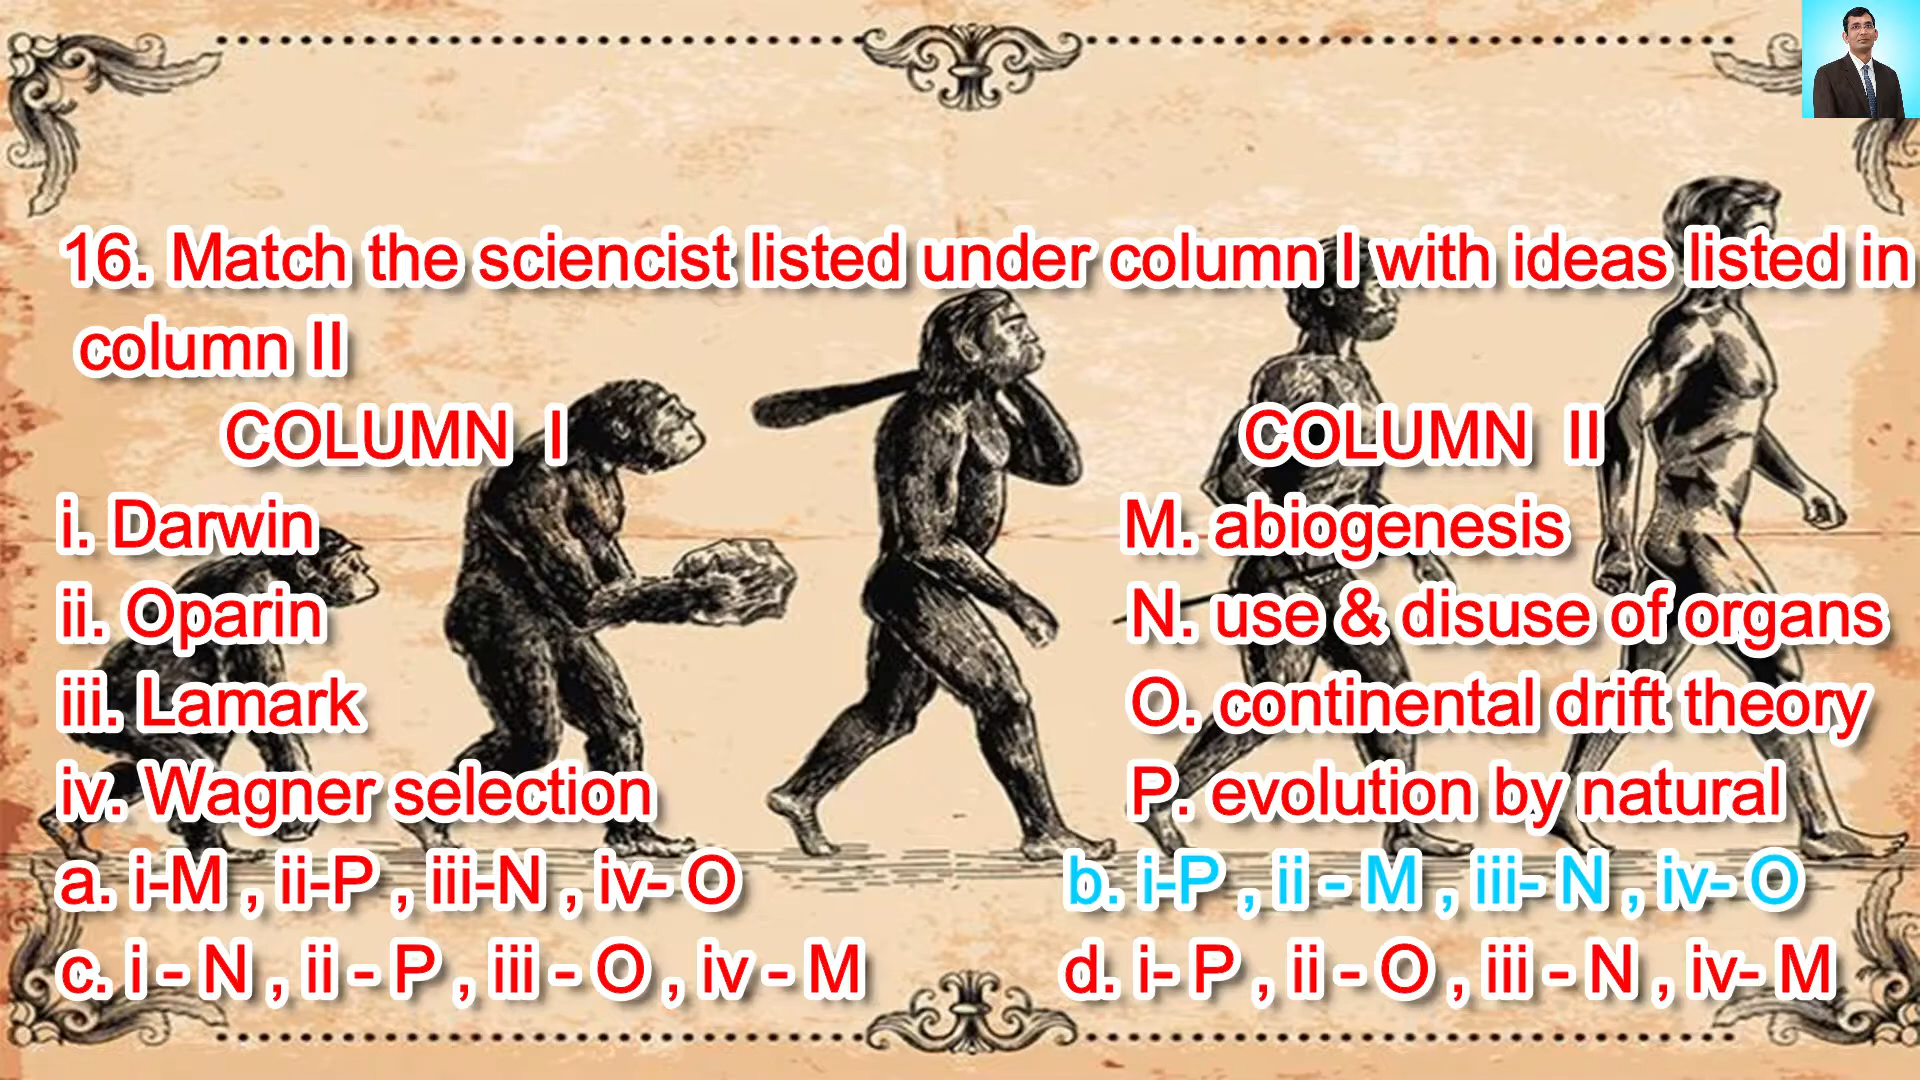 16. Match the sciencist listed under column I with ideas listed in
column II
COLUMN I COLUMN II
i. Darwin M. abiogenesis
ii. Oparin N. use & disuse of organs
iii. Lamark O. continental drift theory
iv. Wagner selection P. evolution by natural
a. i-M , ii-P , iii-N , iv- O b. i-P , ii - M , iii- N , iv- O
c. i - N , ii - P , iii - O , iv - M d. i- P , ii - O , iii - N , iv- M